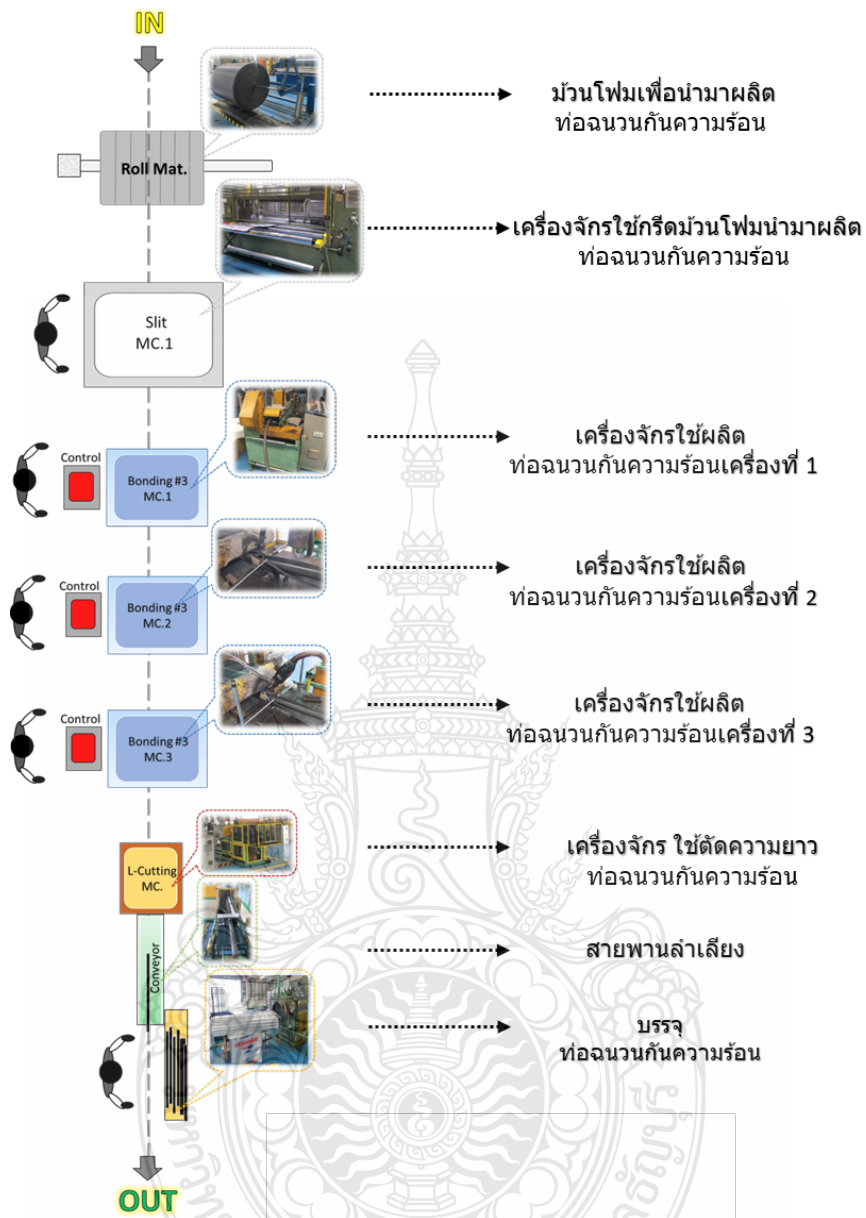 IN
ม้วนโฟมเพื่อนำมาผลิต
ท่อฉนวนกันความร้อน
Roll Mat.
เครื่องจักรใช้กรีดม้วนโฟมนำมาผลิต
ท่อฉนวนกันความร้อน
Slit
MC.1
เครื่องจักรใช้ผลิต
ท่อฉนวนกันความร้อนเครื่องที่ 1
Control
Bonding #3
MC.1
เครื่องจักรใช้ผลิต
ท่อฉนวนกันความร้อนเครื่องที่ 2
Control
Bonding #3
MC.2
เครื่องจักรใช้ผลิต
ท่อฉนวนกันความร้อนเครื่องที่ 3
Control
Bonding #3
MC.3
เครื่องจักร ใช้ตัดความยาว
ท่อฉนวนกันความร้อน
L-Cutting
MC.
สายพานลำเลียง
Conveyor
บรรจุ
ท่อฉนวนกันความร้อน
OUT